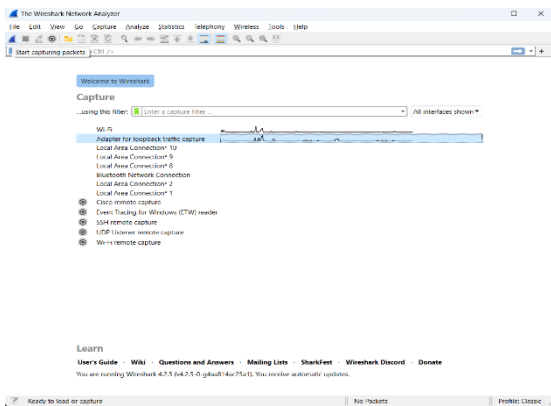 The Wireshark Network Analyzer
File Edit View Go Capture Analyze Statistics Telephony Wireless Tools Help
Start capturing packets Ctrl-/>
Welcome to Wireshark
Capture
...using this filter: Enter a capture filter ... All interfaces shown
Wi-Fi
Adapter for loopback traffic capture
Local Area Connection* 10
Local Area Connection* 9
Local Area Connection* 8
Bluetooth Network Connection
Local Area Connection* 2
Local Area Connection* 1
Cisco remote capture
Event Tracing for Windows (ETW) reader
SSH remote capture
UDP Listener remote capture
Wi-Fi remote capture
Learn
User's Guide · Wiki · Questions and Answers · Mailing Lists · SharkFest · Wireshark Discord · Donate
You are running Wireshark 4.2.5 (v4.2.5-0-g4aa814ac25a1). You receive automatic updates.
Ready to load or capture No Packets Profile: Classic